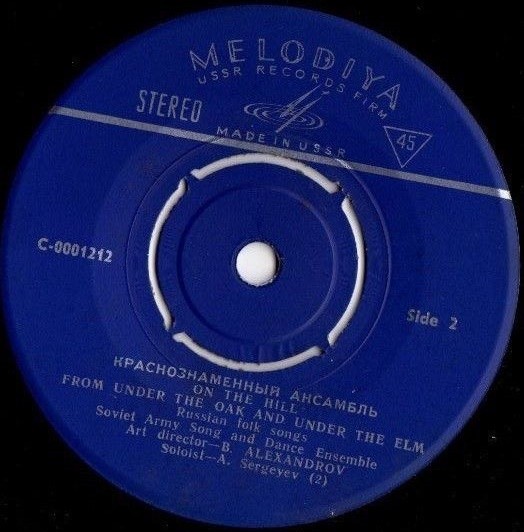 MELODIYA
USSR RECORDS FIRM
STEREO
45
MADE IN USSR
C-0001212
Side 2
КРАСНОЗНАМЕННЫЙ АНСАМБЛЬ
ON THE HILL
FROM UNDER THE OAK AND UNDER THE ELM
Russian folk songs
Soviet Army Song and Dance Ensemble
Art director—B. ALEXANDROV
Soloist—A. Sergeyev (2)